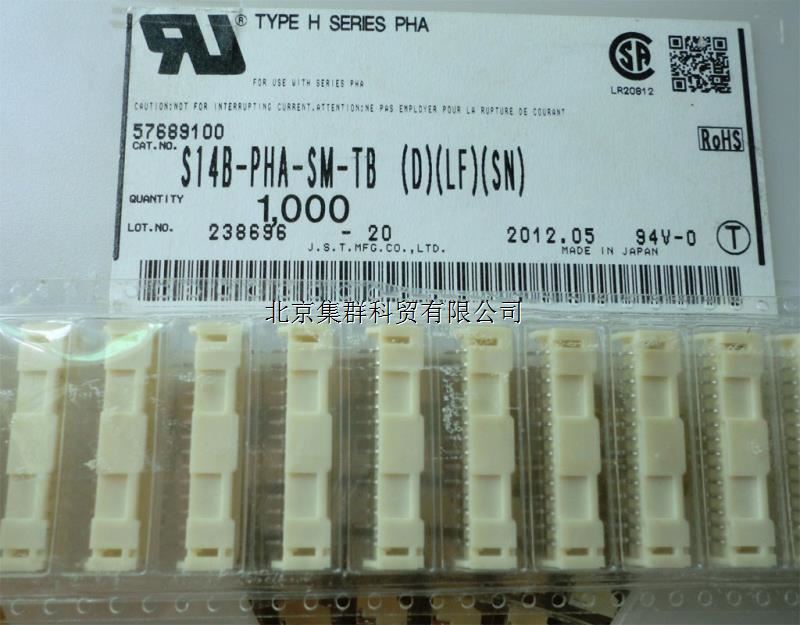 RU® TYPE H SERIES PHA
FOR USE WITH SERIES PHA
SA
LR20812
CAUTION:NOT FOR INTERRUPTING CURRENT.ATTENTION:NE PAS EMPLOYER POUR LA RUPTURE DE COURANT
57689100
RoHS
CAT.NO. S14B-PHA-SM-TB (D)(LF)(SN)
QUANTITY 1,000
LOT.NO. 238696 -20 2012.05 94V-0 T
J.S.T.MFG.CO.,LTD. MADE IN JAPAN
北京集群科贸有限公司